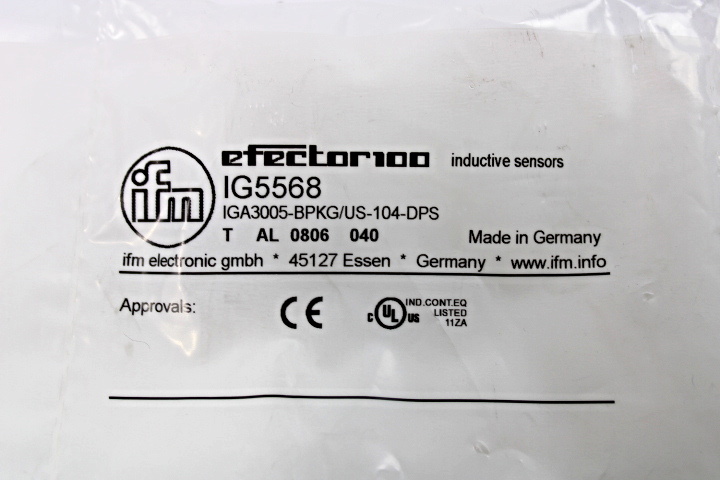 ifm
efector100 inductive sensors
IG5568
IGA3005-BPKG/US-104-DPS
T AL 0806 040 Made in Germany
ifm electronic gmbh * 45127 Essen * Germany * www.ifm.info
Approvals: CE
C UL US IND.CONT.EQ
LISTED
11ZA